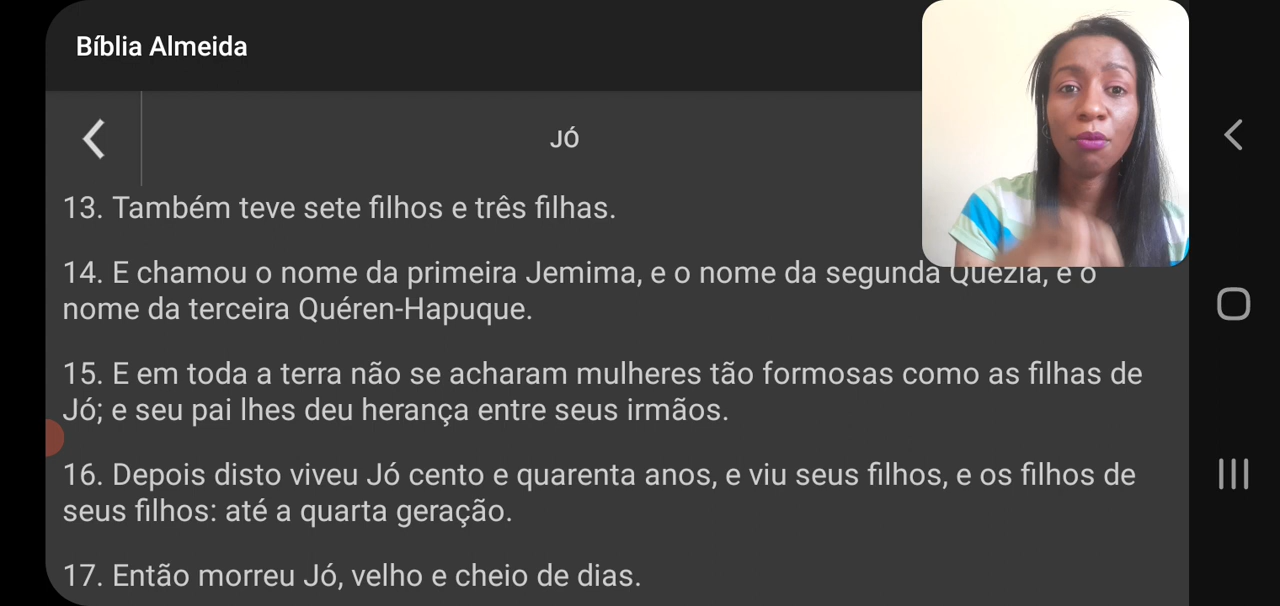 Bíblia Almeida
JÓ
13. Também teve sete filhos e três filhas.
14. E chamou o nome da primeira Jemima, e o nome da segunda Quezia, e o
nome da terceira Quéren-Hapuque.
15. E em toda a terra não se acharam mulheres tão formosas como as filhas de
Jó; e seu pai lhes deu herança entre seus irmãos.
16. Depois disto viveu Jó cento e quarenta anos, e viu seus filhos, e os filhos de
seus filhos: até a quarta geração.
17. Então morreu Jó, velho e cheio de dias.